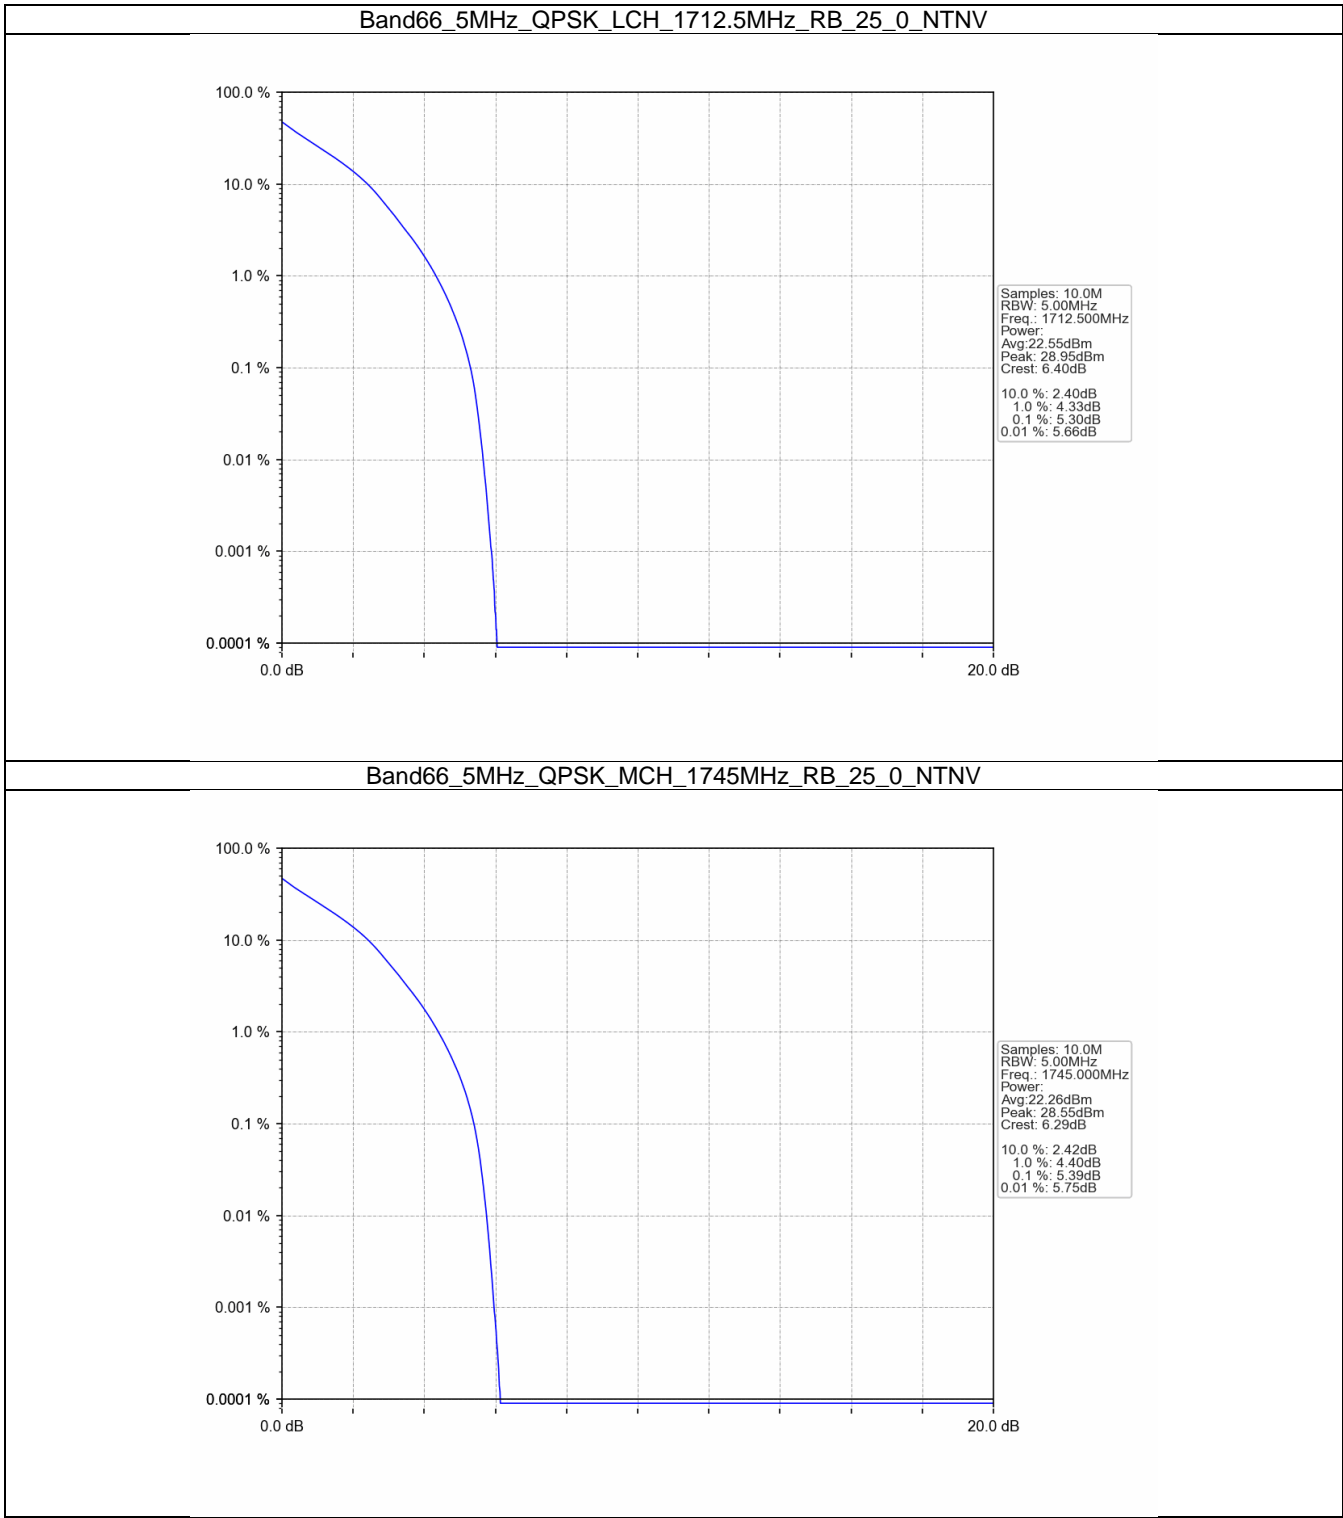 Band66_5MHz_QPSK_LCH_1712.5MHz_RB_25_0_NTNV
100.0 %
10.0 %
1.0 %
0.1 %
0.01 %
0.001 %
0.0001 %
0.0 dB
20.0 dB
Samples: 10.0M
RBW: 5.00MHz
Freq.: 1712.500MHz
Power:
Avg:22.55dBm
Peak: 28.95dBm
Crest: 6.40dB
10.0 %: 2.40dB
1.0 %: 4.33dB
0.1 %: 5.30dB
0.01 %: 5.66dB
Band66_5MHz_QPSK_MCH_1745MHz_RB_25_0_NTNV
100.0 %
10.0 %
1.0 %
0.1 %
0.01 %
0.001 %
0.0001 %
0.0 dB
20.0 dB
Samples: 10.0M
RBW: 5.00MHz
Freq.: 1745.000MHz
Power:
Avg:22.26dBm
Peak: 28.55dBm
Crest: 6.29dB
10.0 %: 2.42dB
1.0 %: 4.40dB
0.1 %: 5.39dB
0.01 %: 5.75dB